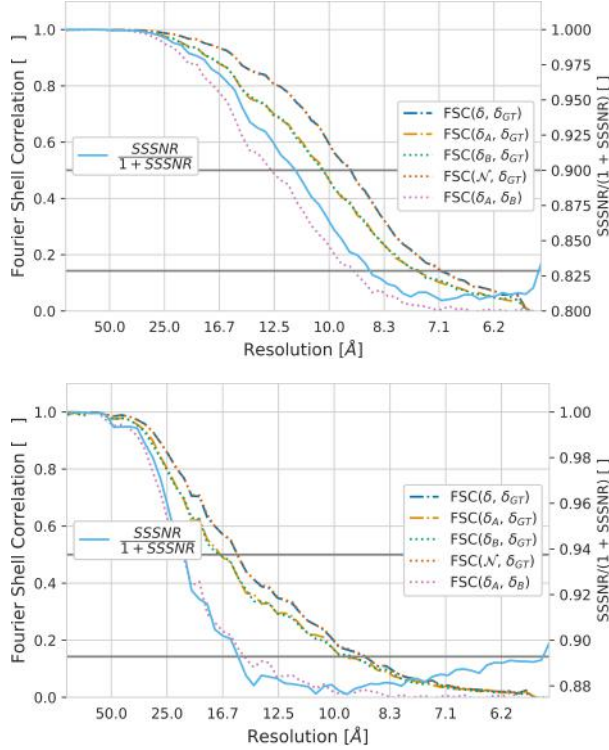 1.0
0.8
0.6
0.4
0.2
0.0
Fourier Shell Correlation [ ]
1.000
0.975
0.950
0.925
0.900
0.875
0.850
0.825
0.800
SSSNR/(1 + SSSNR) [ ]
SSSNR
1 + SSSNR
FSC(δ, δGT)
FSC(δA, δGT)
FSC(δB, δGT)
FSC(𝒩, δGT)
FSC(δA, δB)
50.0 25.0 16.7 12.5 10.0 8.3 7.1 6.2
Resolution [Å]
1.0
0.8
0.6
0.4
0.2
0.0
Fourier Shell Correlation [ ]
1.00
0.98
0.96
0.94
0.92
0.90
0.88
SSSNR/(1 + SSSNR) [ ]
SSSNR
1 + SSSNR
FSC(δ, δGT)
FSC(δA, δGT)
FSC(δB, δGT)
FSC(𝒩, δGT)
FSC(δA, δB)
50.0 25.0 16.7 12.5 10.0 8.3 7.1 6.2
Resolution [Å]